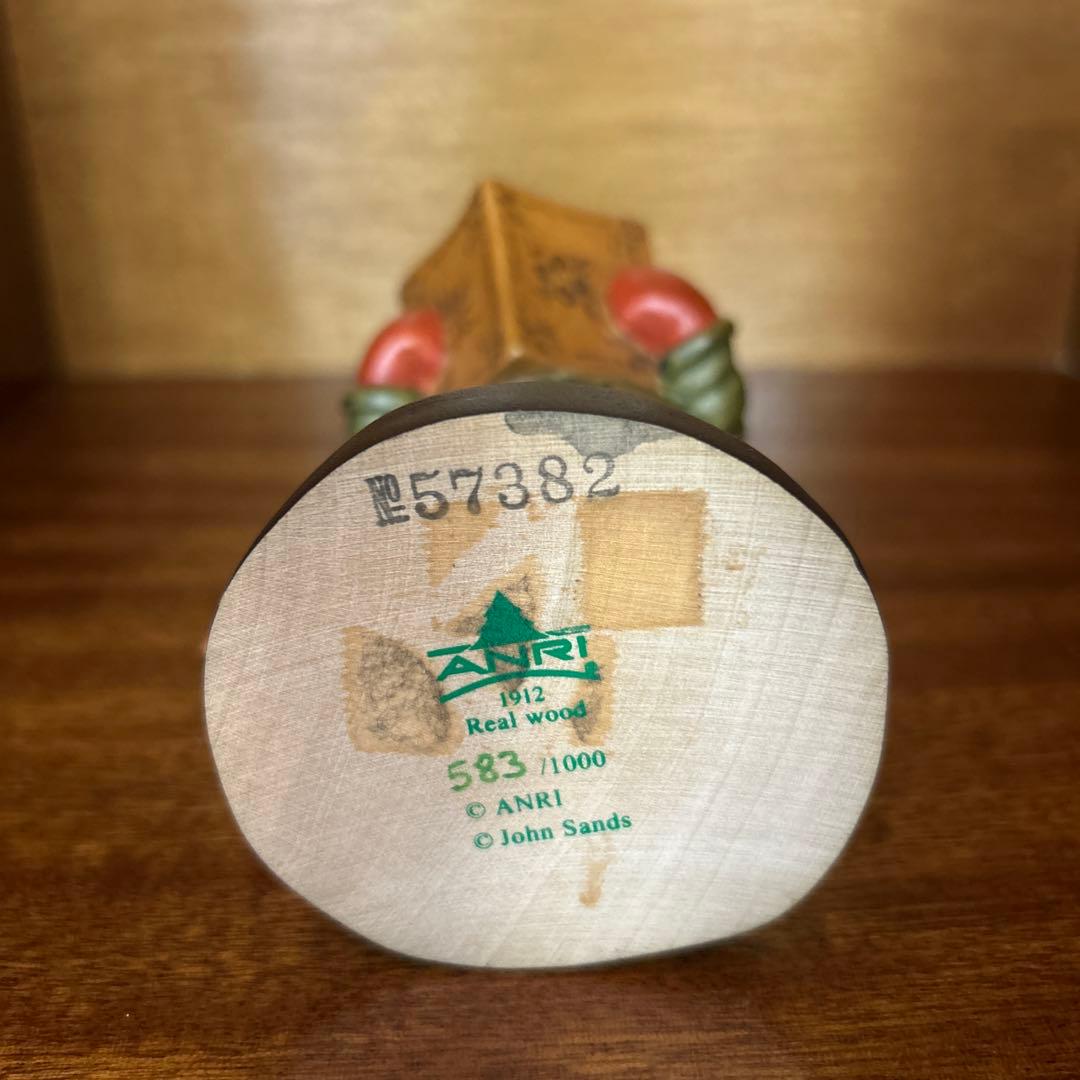 №57382
ANRI
1912
Real wood
583 /1000
© ANRI
© John Sands